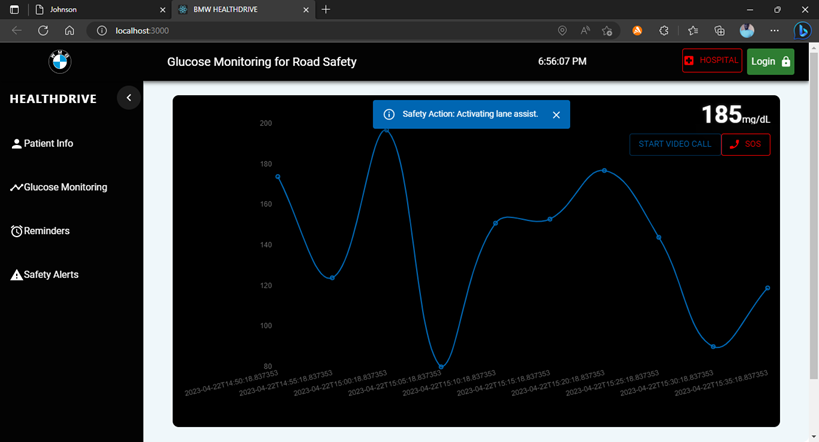 Johnson
BMW HEALTHDRIVE
localhost:3000
BMW
Glucose Monitoring for Road Safety
6:56:07 PM
HOSPITAL
Login
HEALTHDRIVE
Patient Info
Glucose Monitoring
Reminders
Safety Alerts
Safety Action: Activating lane assist.
185mg/dL
START VIDEO CALL
SOS
200
180
160
140
120
100
80
2023-04-22T14:50:18.837353
2023-04-22T14:55:18.837353
2023-04-22T15:00:18.837353
2023-04-22T15:05:18.837353
2023-04-22T15:10:18.837353
2023-04-22T15:15:18.837353
2023-04-22T15:20:18.837353
2023-04-22T15:25:18.837353
2023-04-22T15:30:18.837353
2023-04-22T15:35:18.837353